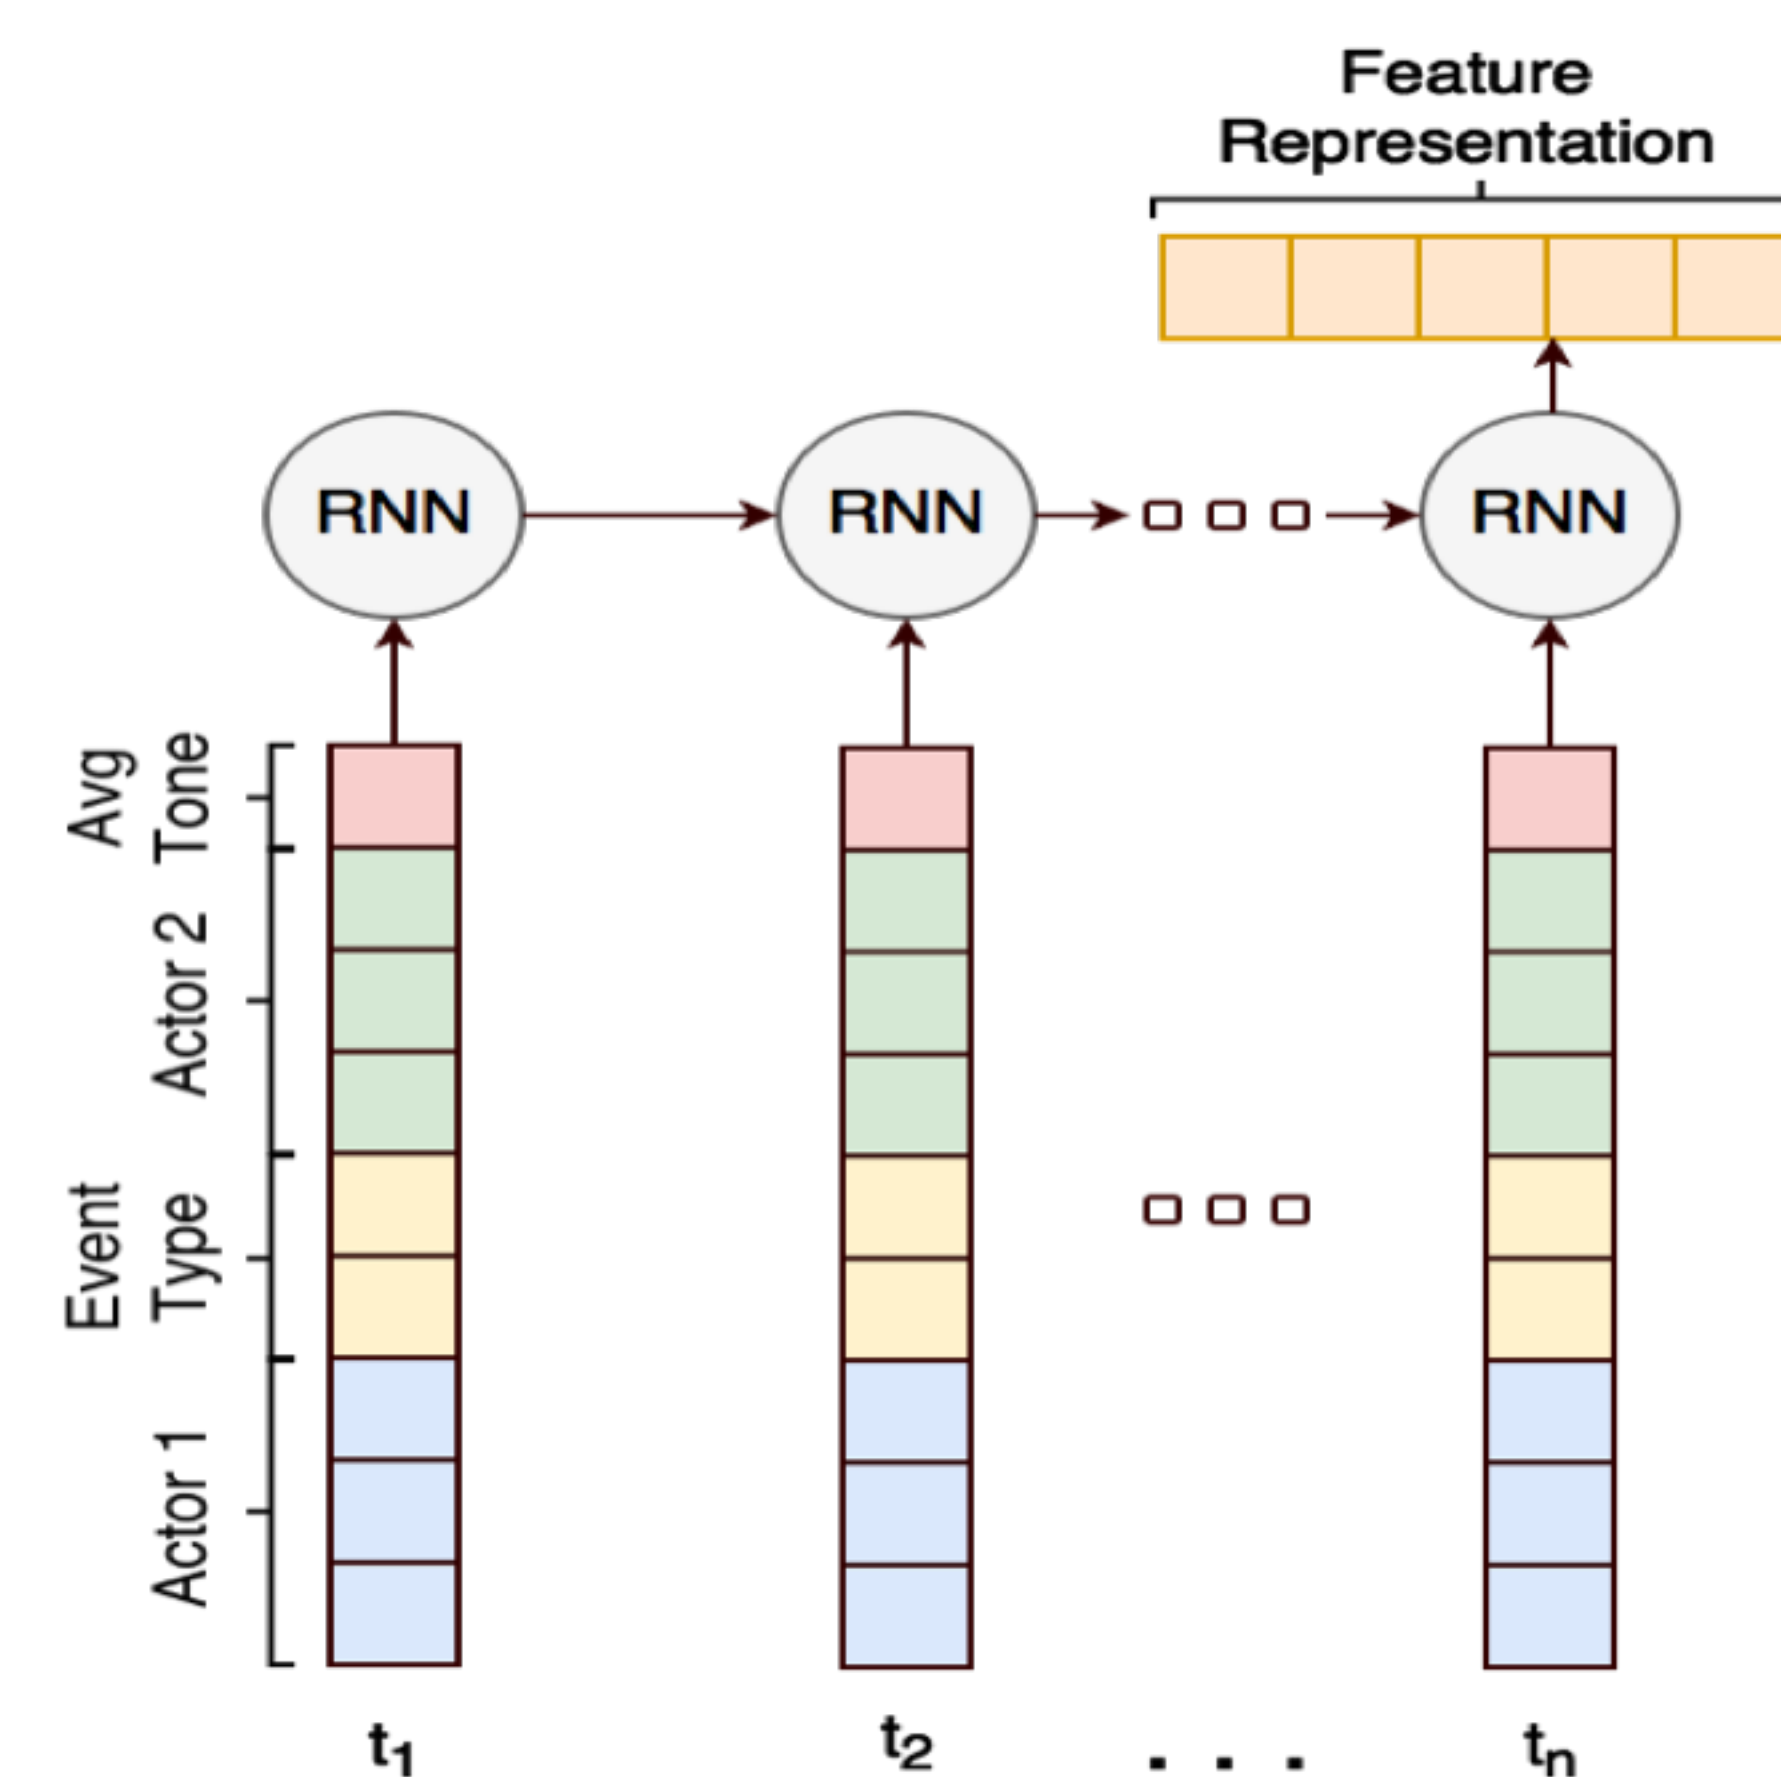 Feature
Representation
RNN RNN RNN
Avg
Tone
Actor 2
Event
Type
Actor 1
t₁ t₂ . . . tₙ